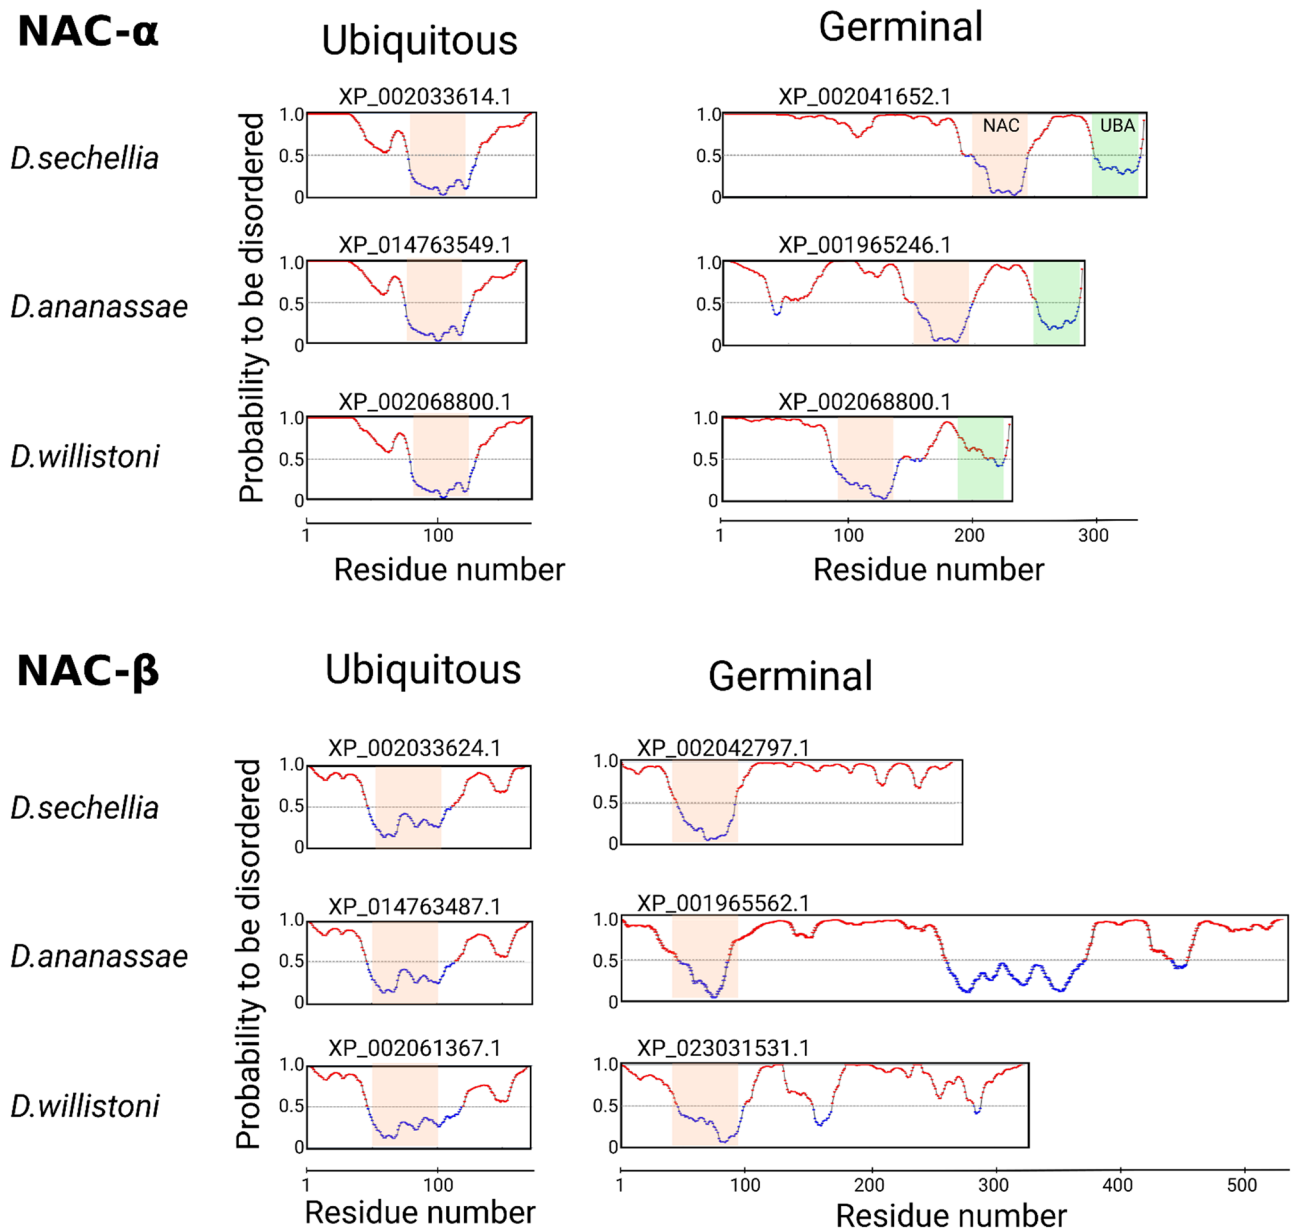 NAC-α
Ubiquitous
Germinal
Probability to be disordered
D.sechellia
XP_002033614.1
1.0
0.5
0
XP_002041652.1
1.0
0.5
0
NAC
UBA
D.ananassae
XP_014763549.1
1.0
0.5
0
XP_001965246.1
1.0
0.5
0
D.willistoni
XP_002068800.1
1.0
0.5
0
XP_002068800.1
1.0
0.5
0
1 100
1 100 200 300
Residue number
Residue number
NAC-β
Ubiquitous
Germinal
Probability to be disordered
D.sechellia
XP_002033624.1
1.0
0.5
0
XP_002042797.1
1.0
0.5
0
D.ananassae
XP_014763487.1
1.0
0.5
0
XP_001965562.1
1.0
0.5
0
D.willistoni
XP_002061367.1
1.0
0.5
0
XP_023031531.1
1.0
0.5
0
1 100
1 100 200 300 400 500
Residue number
Residue number